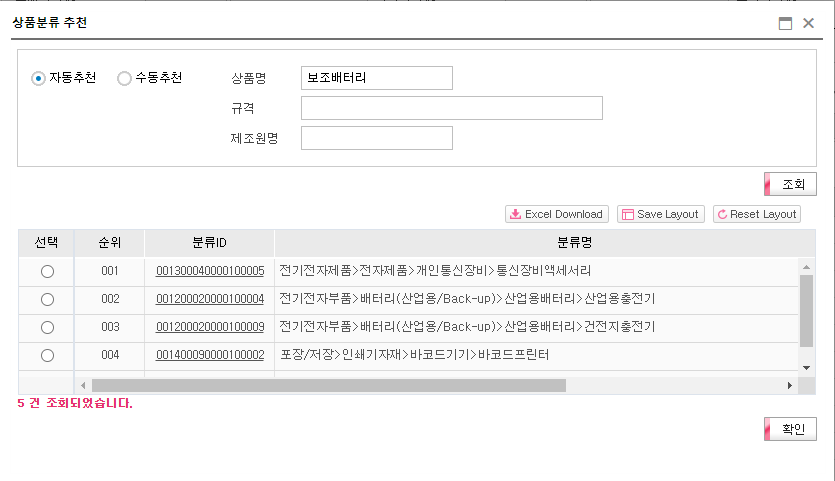 상품분류 추천
자동추천 수동추천 상품명 보조배터리
규격
제조원명
조회
Excel Download Save Layout Reset Layout
선택 순위 분류ID 분류명
001 001300040000100005 전기전자제품>전자제품>개인통신장비>통신장비액세서리
002 001200020000100004 전기전자부품>배터리(산업용/Back-up)>산업용배터리>산업용충전기
003 001200020000100009 전기전자부품>배터리(산업용/Back-up)>산업용배터리>건전지충전기
004 001400090000100002 포장/저장>인쇄기자재>바코드기기>바코드프린터
5 건 조회되었습니다.
확인